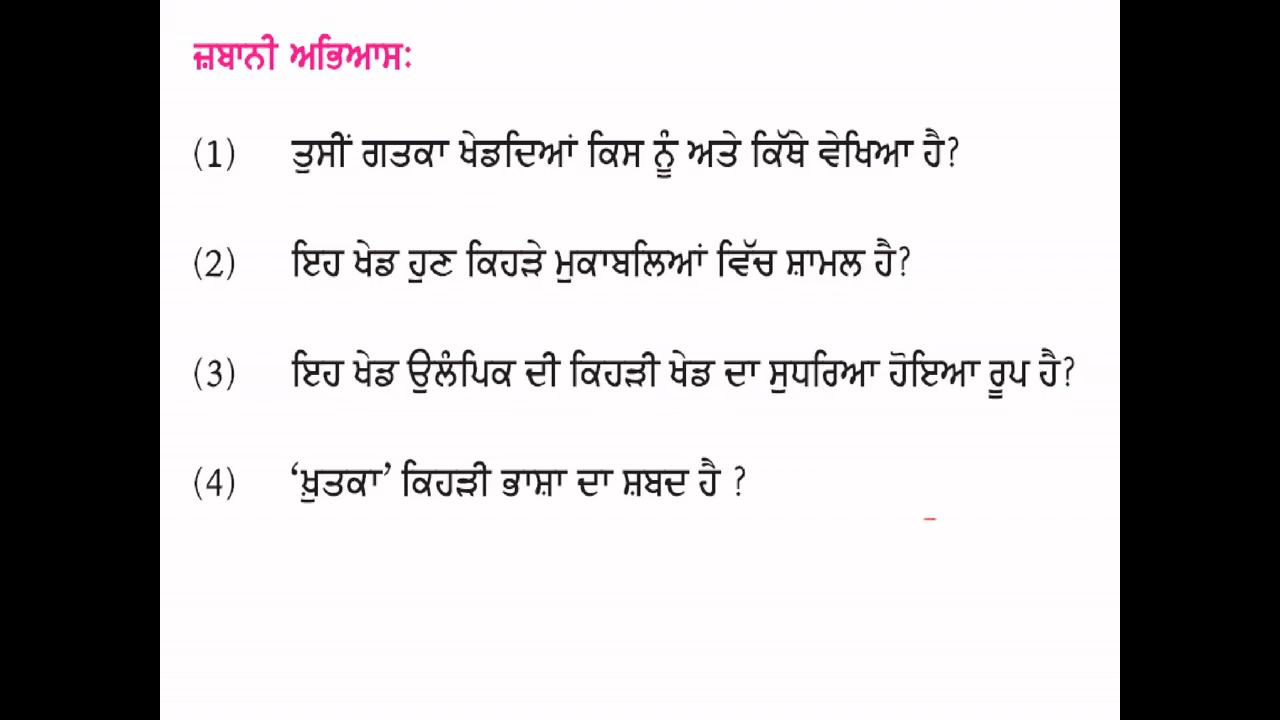 ਜ਼ਬਾਨੀ ਅਭਿਆਸ:
(1) ਤੁਸੀਂ ਗਤਕਾ ਖੇਡਦਿਆਂ ਕਿਸ ਨੂੰ ਅਤੇ ਕਿੱਥੇ ਵੇਖਿਆ ਹੈ?
(2) ਇਹ ਖੇਡ ਹੁਣ ਕਿਹੜੇ ਮੁਕਾਬਲਿਆਂ ਵਿੱਚ ਸ਼ਾਮਲ ਹੈ?
(3) ਇਹ ਖੇਡ ਉਲੰਪਿਕ ਦੀ ਕਿਹੜੀ ਖੇਡ ਦਾ ਸੁਧਰਿਆ ਹੋਇਆ ਰੂਪ ਹੈ?
(4) ‘ਖ਼ੁਤਕਾ’ ਕਿਹੜੀ ਭਾਸ਼ਾ ਦਾ ਸ਼ਬਦ ਹੈ ?